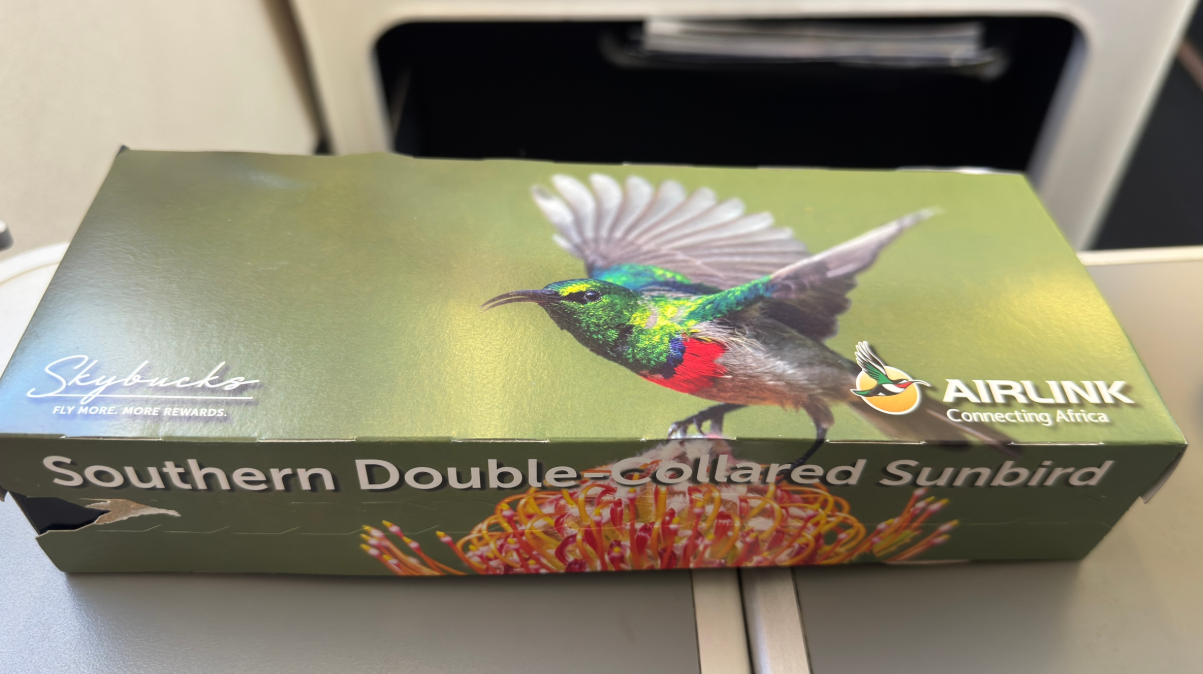 Skybucks
FLY MORE. MORE REWARDS.
AIRLINK
Connecting Africa
Southern Double-Collared Sunbird